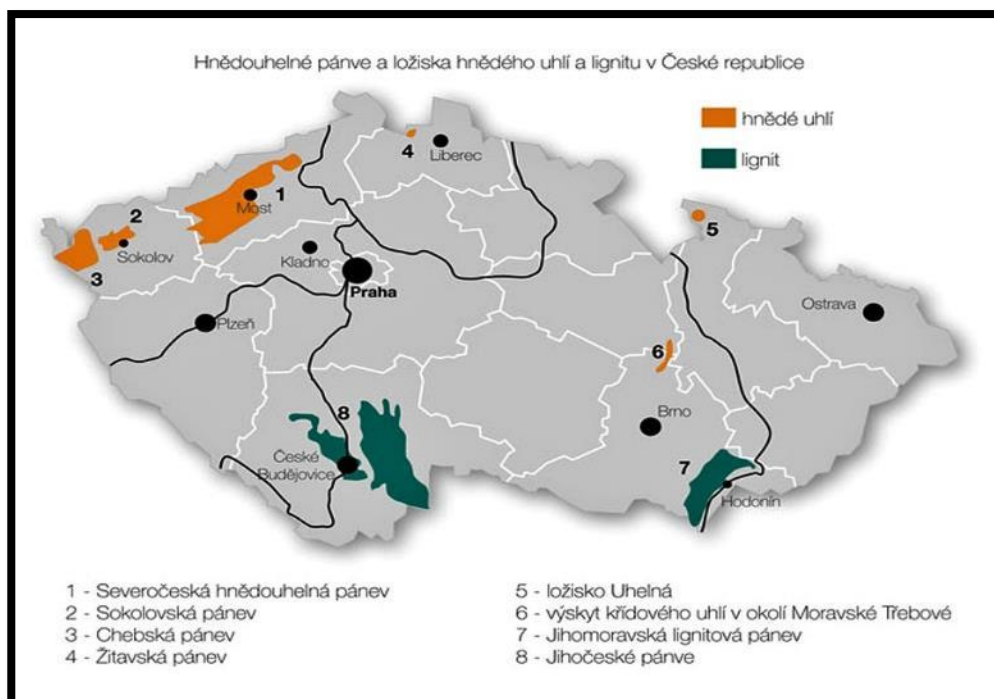 Hnědouhelné pánve a ložiska hnědého uhlí a lignitu v České republice
hnědé uhlí
lignit
4
Liberec
1
Most
2
Sokolov
3
Kladno
Praha
Plzeň
5
Ostrava
6
Brno
8
České
Budějovice
7
Hodonín
1 - Severočeská hnědouhelná pánev
2 - Sokolovská pánev
3 - Chebská pánev
4 - Žitavská pánev
5 - ložisko Uhelná
6 - výskyt křídového uhlí v okolí Moravské Třebové
7 - Jihomoravská lignitová pánev
8 - Jihočeské pánve